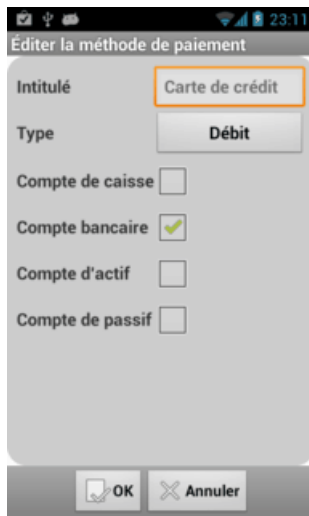 23:11
Éditer la méthode de paiement
Intitulé Carte de crédit
Type Débit
Compte de caisse
Compte bancaire
Compte d'actif
Compte de passif
OK Annuler